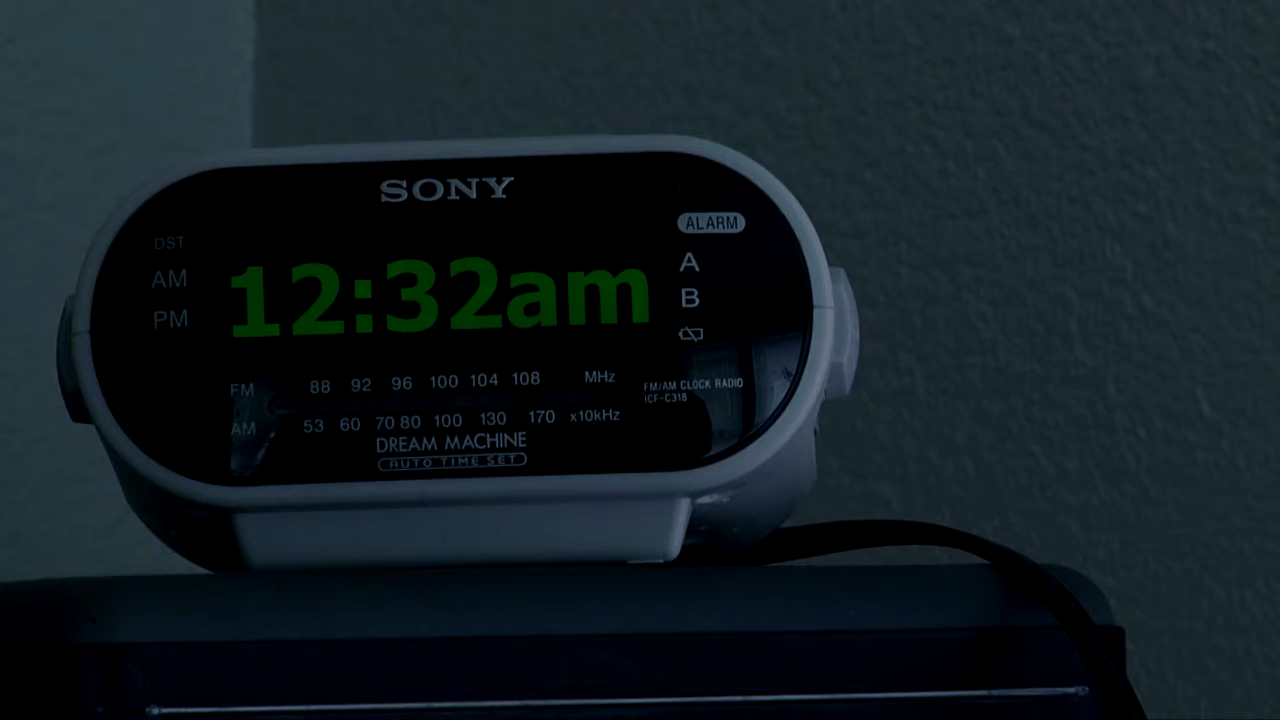 SONY
ALARM
DST
AM
PM
12:32am
A
B
FM 88 92 96 100 104 108 MHz
FM/AM CLOCK RADIO
ICF-C318
AM 53 60 70 80 100 130 170 x10kHz
DREAM MACHINE
AUTO TIME SET